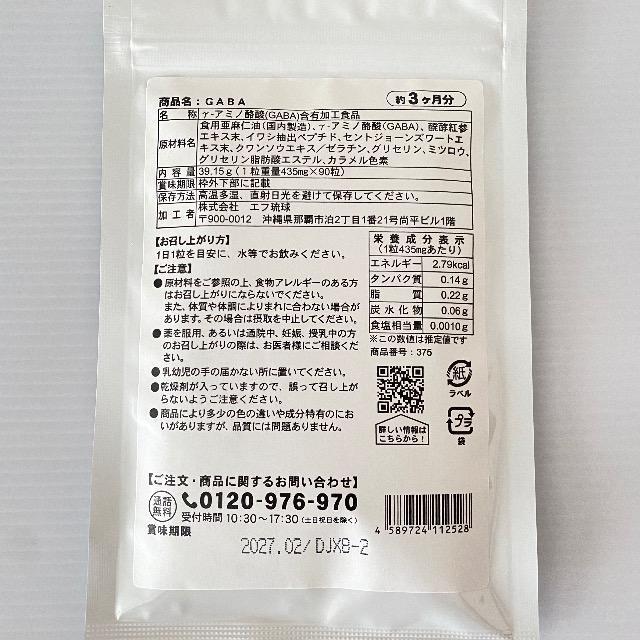 商品名：GABA
約3ヶ月分
名 称 γ-アミノ酪酸(GABA)含有加工食品
原材料名 食用亜麻仁油(国内製造)、γ-アミノ酪酸(GABA)、醗酵紅参
エキス末、イワシ抽出ペプチド、セントジョーンズワートエ
キス末、クワンソウエキス/ゼラチン、グリセリン、ミツロウ、
グリセリン脂肪酸エステル、カラメル色素
内 容 量 39.15g(1粒重量435mg×90粒)
賞味期限 枠外下部に記載
保存方法 高温多湿、直射日光を避けて保存してください。
加 工 者 株式会社 エフ琉球
〒900-0012 沖縄県那覇市泊2丁目1番21号尚平ビル1階
【お召し上がり方】
1日1粒を目安に、水等でお飲みください。
【ご注意】
●原材料をご参照の上、食物アレルギーのある方
はお召し上がりにならないでください。
また、体質や体調によりまれに合わない場合が
あります。その場合は摂取を中止してください。
●薬を服用、あるいは通院中、妊娠、授乳中の方
のお召し上がりの際は、お医者様にご相談くだ
さい。
●乳幼児の手の届かない所に置いてください。
●乾燥剤が入っていますので、誤って召し上が
らないようご注意ください。
●商品により多少の色の違いや成分特有のにお
いがありますが、品質には問題ありません。
栄養成分表示
(1粒435mgあたり)
エネルギー 2.79kcal
タンパク質 0.14g
脂 質 0.22g
炭水化物 0.06g
食塩相当量 0.0010g
※この数値は推定値です
商品番号：375
紙
ラベル
プラ
袋
詳しい情報は
こちらから！
【ご注文・商品に関するお問い合わせ】
通話無料 0120-976-970
受付時間 10:30～17:30 (土日祝日を除く)
賞味期限
2027.02/DJX8-2
4 589724 112528